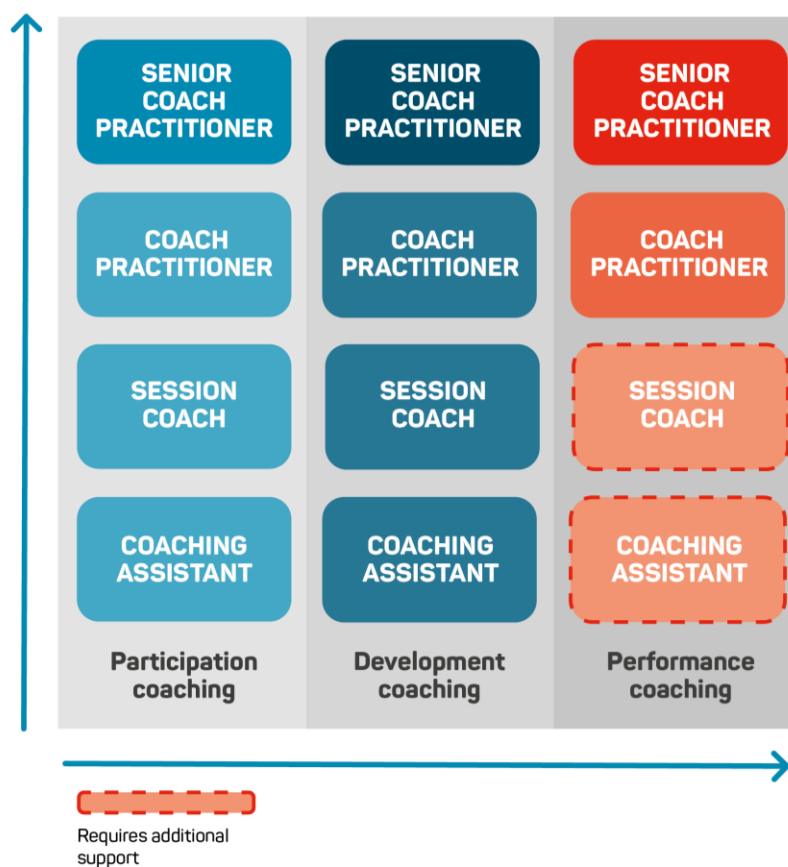 SENIOR
COACH
PRACTITIONER
SENIOR
COACH
PRACTITIONER
SENIOR
COACH
PRACTITIONER
COACH
PRACTITIONER
COACH
PRACTITIONER
COACH
PRACTITIONER
SESSION
COACH
SESSION
COACH
SESSION
COACH
COACHING
ASSISTANT
COACHING
ASSISTANT
COACHING
ASSISTANT
Participation
coaching
Development
coaching
Performance
coaching
Requires additional
support